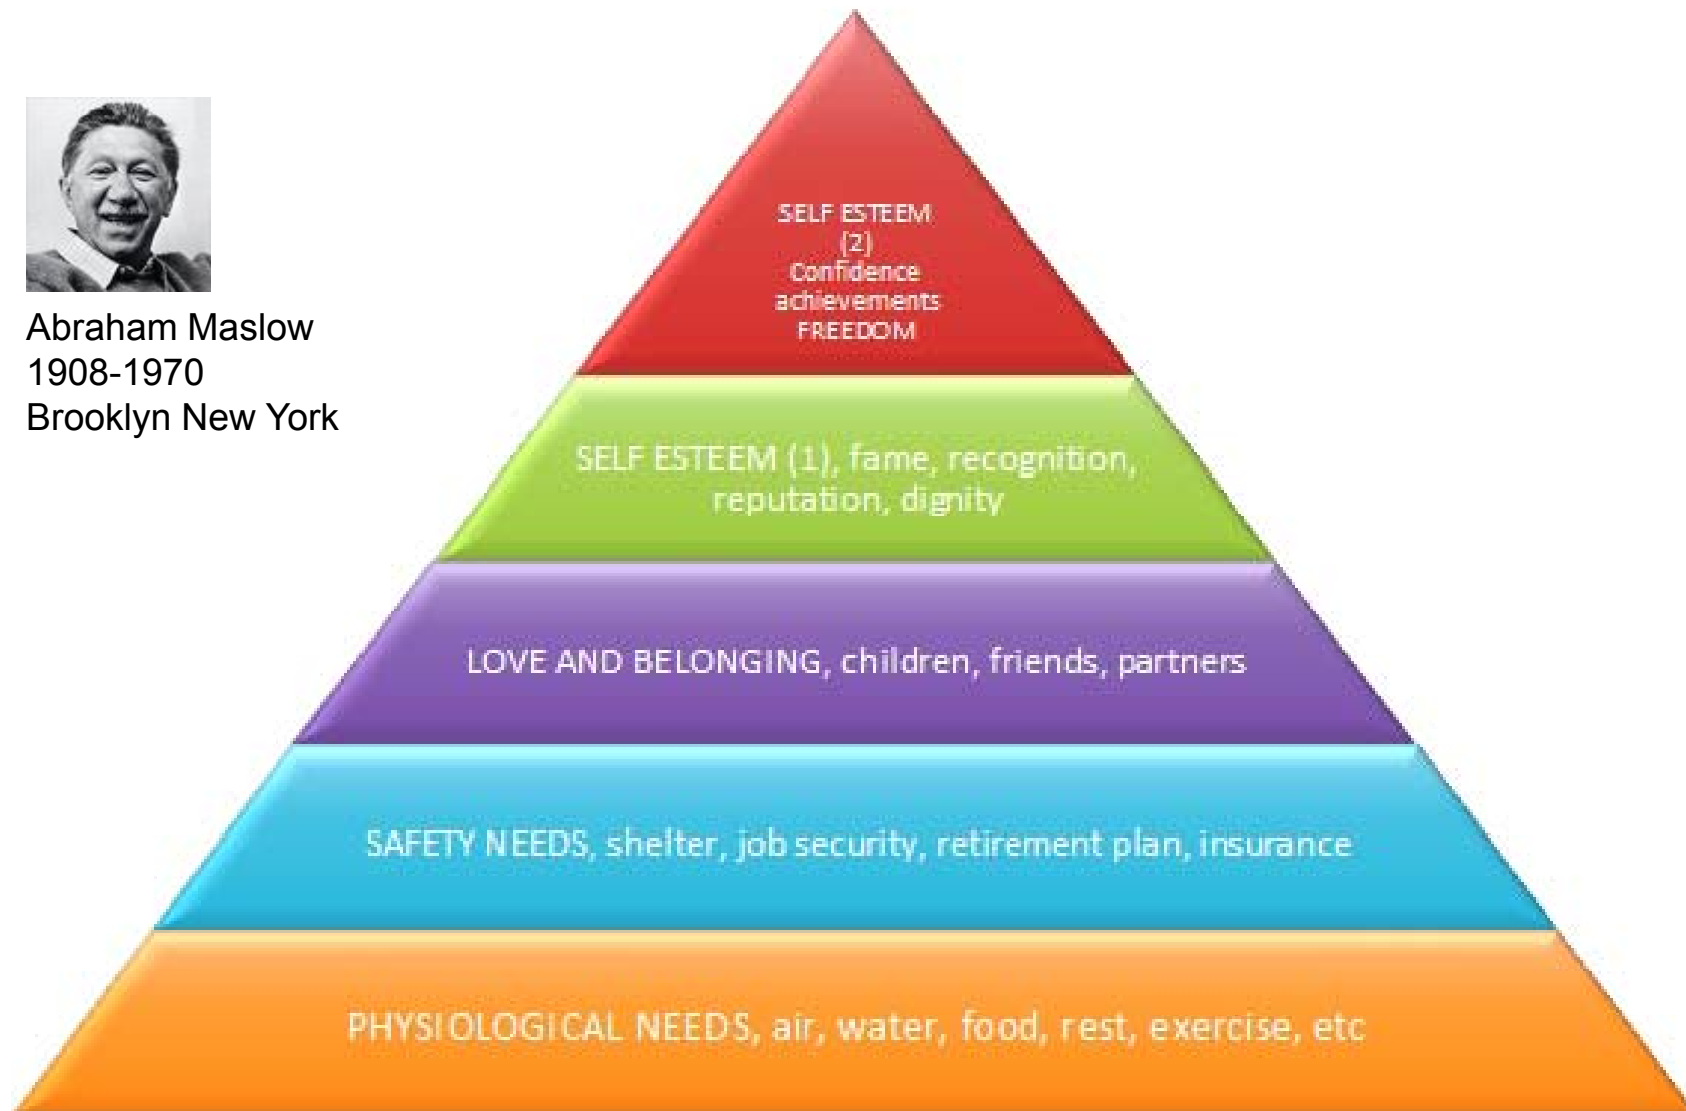 Abraham Maslow
1908-1970
Brooklyn New York
SELF ESTEEM
(2)
Confidence
achievements
FREEDOM
SELF ESTEEM (1), fame, recognition,
reputation, dignity
LOVE AND BELONGING, children, friends, partners
SAFETY NEEDS, shelter, job security, retirement plan, insurance
PHYSIOLOGICAL NEEDS, air, water, food, rest, exercise, etc